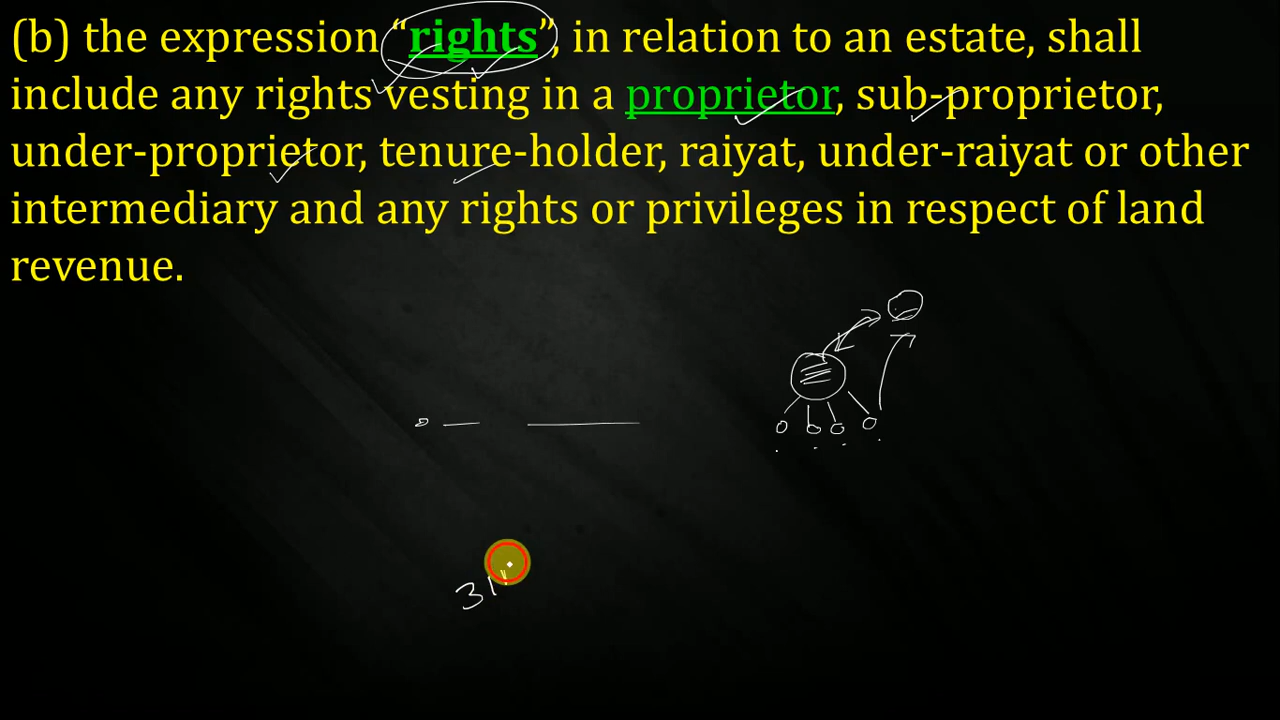 (b) the expression “rights”, in relation to an estate, shall
include any rights vesting in a proprietor, sub-proprietor,
under-proprietor, tenure-holder, raiyat, under-raiyat or other
intermediary and any rights or privileges in respect of land
revenue.
31